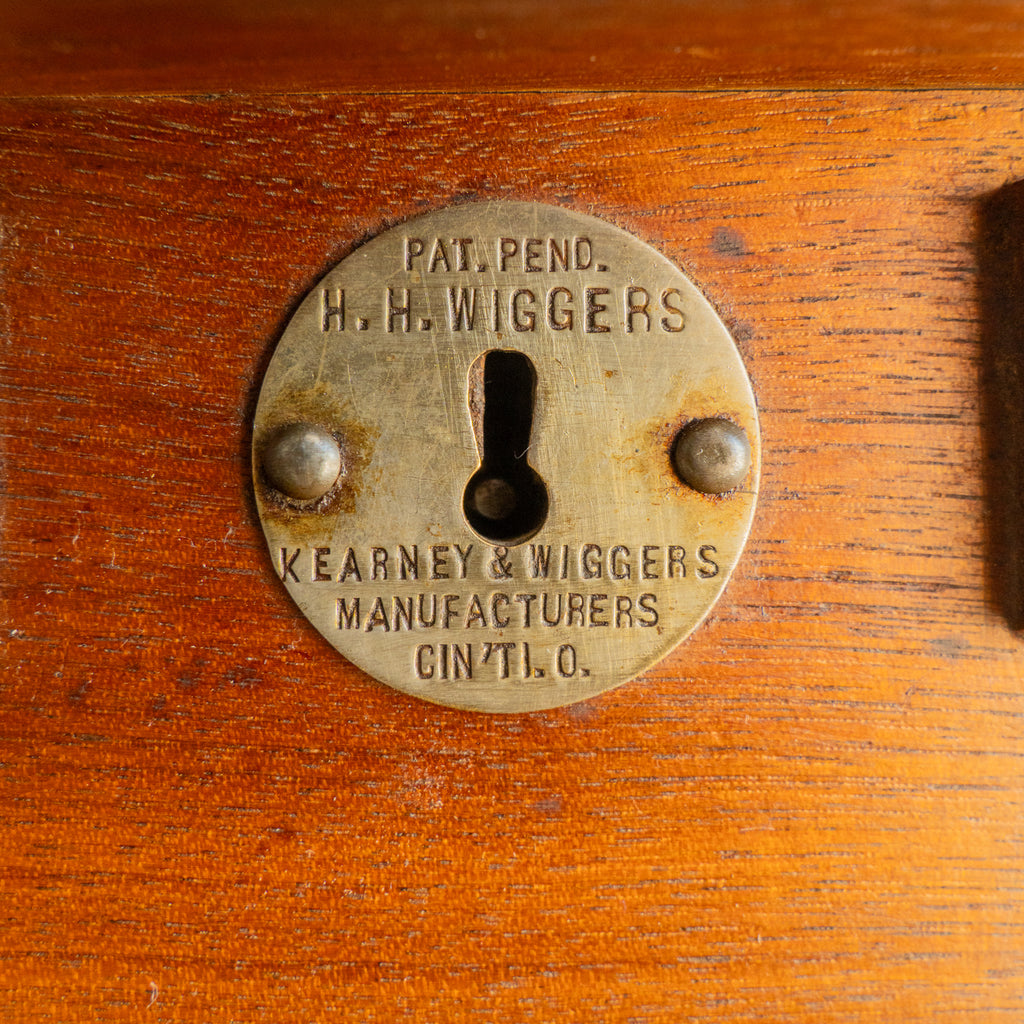 PAT. PEND.
H. H. WIGGERS
KEARNEY & WIGGERS
MANUFACTURERS
CIN'TI. O.